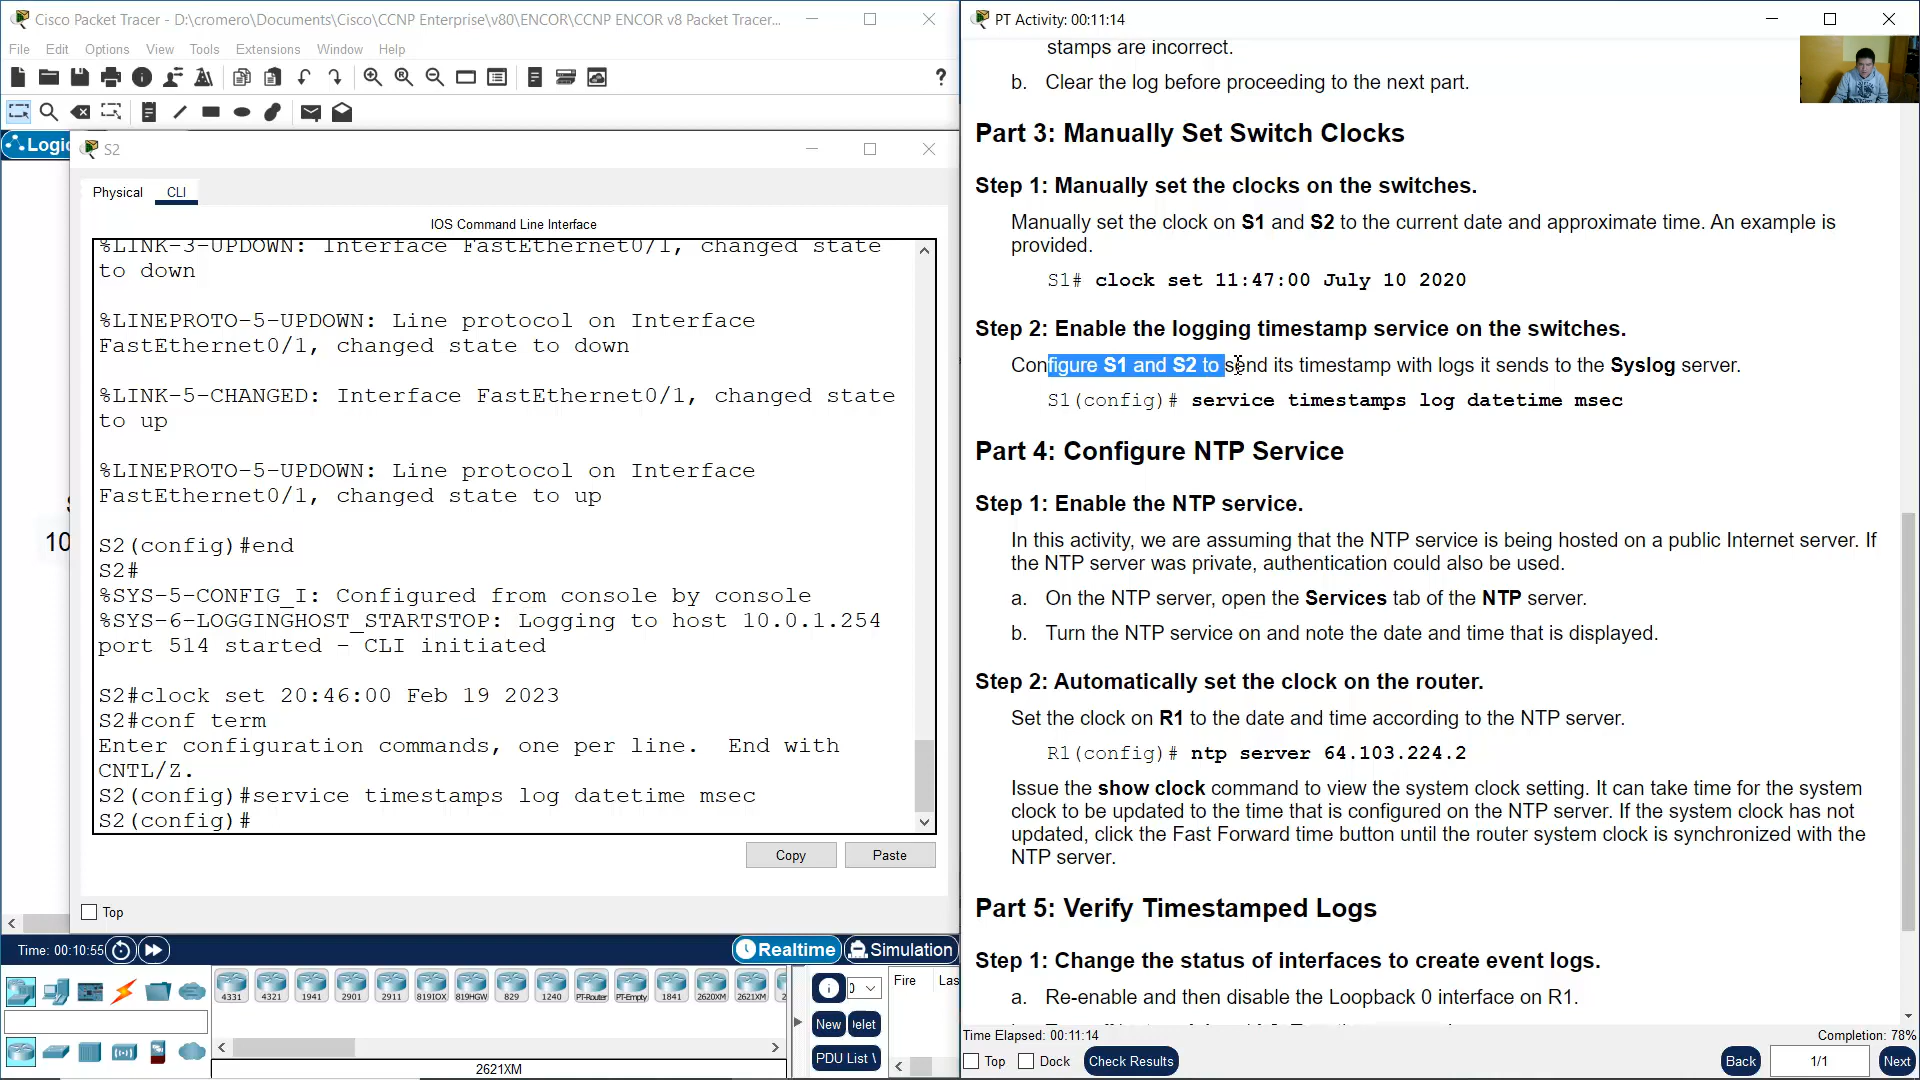 Cisco Packet Tracer - D:\cromero\Documents\Cisco\CCNP Enterprise\v80\ENCOR\CCNP ENCOR v8 Packet Tracer...
File Edit Options View Tools Extensions Window Help
?
Logic
S2
Physical CLI
IOS Command Line Interface
%LINK-3-UPDOWN: Interface FastEthernet0/1, changed state
to down
%LINEPROTO-5-UPDOWN: Line protocol on Interface
FastEthernet0/1, changed state to down
%LINK-5-CHANGED: Interface FastEthernet0/1, changed state
to up
%LINEPROTO-5-UPDOWN: Line protocol on Interface
FastEthernet0/1, changed state to up
10
S2(config)#end
S2#
%SYS-5-CONFIG_I: Configured from console by console
%SYS-6-LOGGINGHOST_STARTSTOP: Logging to host 10.0.1.254
port 514 started - CLI initiated
S2#clock set 20:46:00 Feb 19 2023
S2#conf term
Enter configuration commands, one per line. End with
CNTL/Z.
S2(config)#service timestamps log datetime msec
S2(config)#
Copy Paste
Top
Time: 00:10:55 Realtime Simulation
4331 4321 1941 2901 2911 819IOX 819HGW 829 1240 PT-Router PT-Empty 1841 2620XM 2621XM 2
Fire Las
New elet
PDU List
2621XM
PT Activity: 00:11:14
stamps are incorrect.
b. Clear the log before proceeding to the next part.
Part 3: Manually Set Switch Clocks
Step 1: Manually set the clocks on the switches.
Manually set the clock on S1 and S2 to the current date and approximate time. An example is
provided.
S1# clock set 11:47:00 July 10 2020
Step 2: Enable the logging timestamp service on the switches.
Configure S1 and S2 to send its timestamp with logs it sends to the Syslog server.
S1(config)# service timestamps log datetime msec
Part 4: Configure NTP Service
Step 1: Enable the NTP service.
In this activity, we are assuming that the NTP service is being hosted on a public Internet server. If
the NTP server was private, authentication could also be used.
a. On the NTP server, open the Services tab of the NTP server.
b. Turn the NTP service on and note the date and time that is displayed.
Step 2: Automatically set the clock on the router.
Set the clock on R1 to the date and time according to the NTP server.
R1(config)# ntp server 64.103.224.2
Issue the show clock command to view the system clock setting. It can take time for the system
clock to be updated to the time that is configured on the NTP server. If the system clock has not
updated, click the Fast Forward time button until the router system clock is synchronized with the
NTP server.
Part 5: Verify Timestamped Logs
Step 1: Change the status of interfaces to create event logs.
a. Re-enable and then disable the Loopback 0 interface on R1.
Time Elapsed: 00:11:14 Completion: 78%
Top Dock Check Results Back 1/1 Next